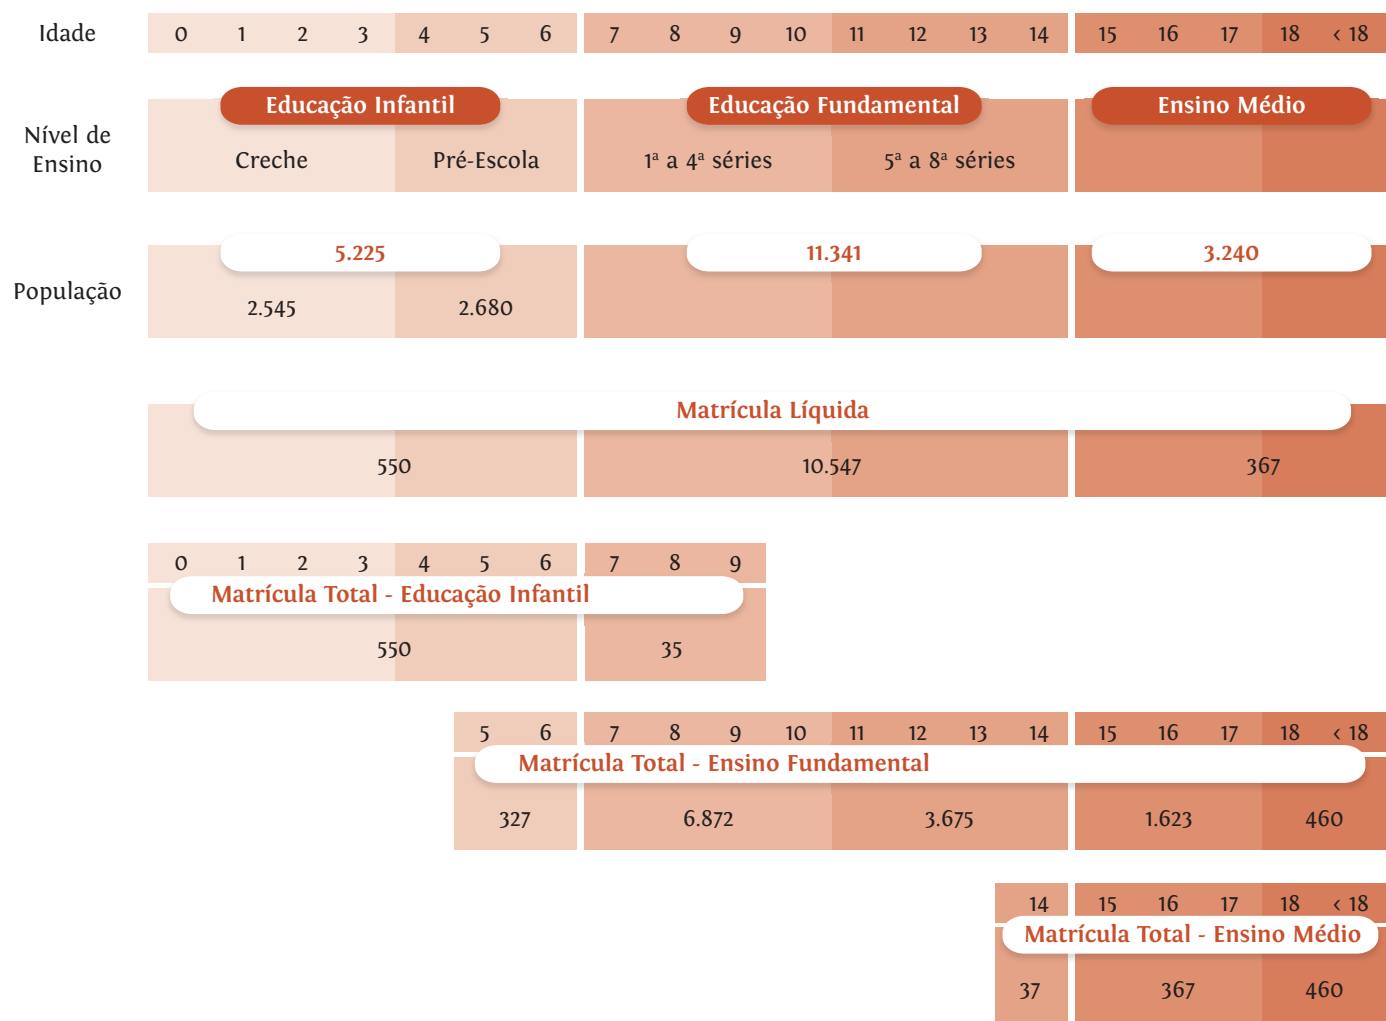 Idade 0 1 2 3 4 5 6 7 8 9 10 11 12 13 14 15 16 17 18 < 18
Nível de Ensino
Educação Infantil Educação Fundamental Ensino Médio
Creche Pré-Escola 1ª a 4ª séries 5ª a 8ª séries
População
5.225 11.341 3.240
2.545 2.680
Matrícula Líquida
550 10.547 367
0 1 2 3 4 5 6 7 8 9
Matrícula Total - Educação Infantil
550 35
5 6 7 8 9 10 11 12 13 14 15 16 17 18 < 18
Matrícula Total - Ensino Fundamental
327 6.872 3.675 1.623 460
14 15 16 17 18 < 18
Matrícula Total - Ensino Médio
37 367 460